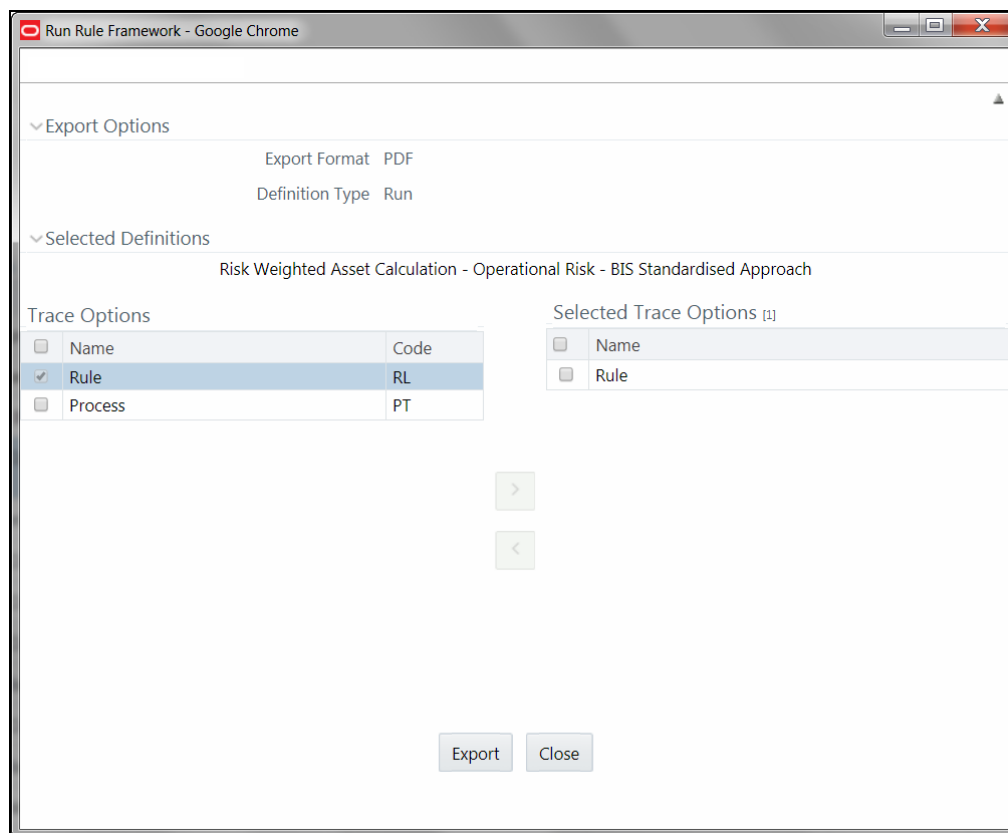 Run Rule Framework - Google Chrome
Export Options
Export Format PDF
Definition Type Run
Selected Definitions
Risk Weighted Asset Calculation - Operational Risk - BIS Standardised Approach
Trace Options
Name Code
Rule RL
Process PT
Selected Trace Options [1]
Name
Rule
Export Close